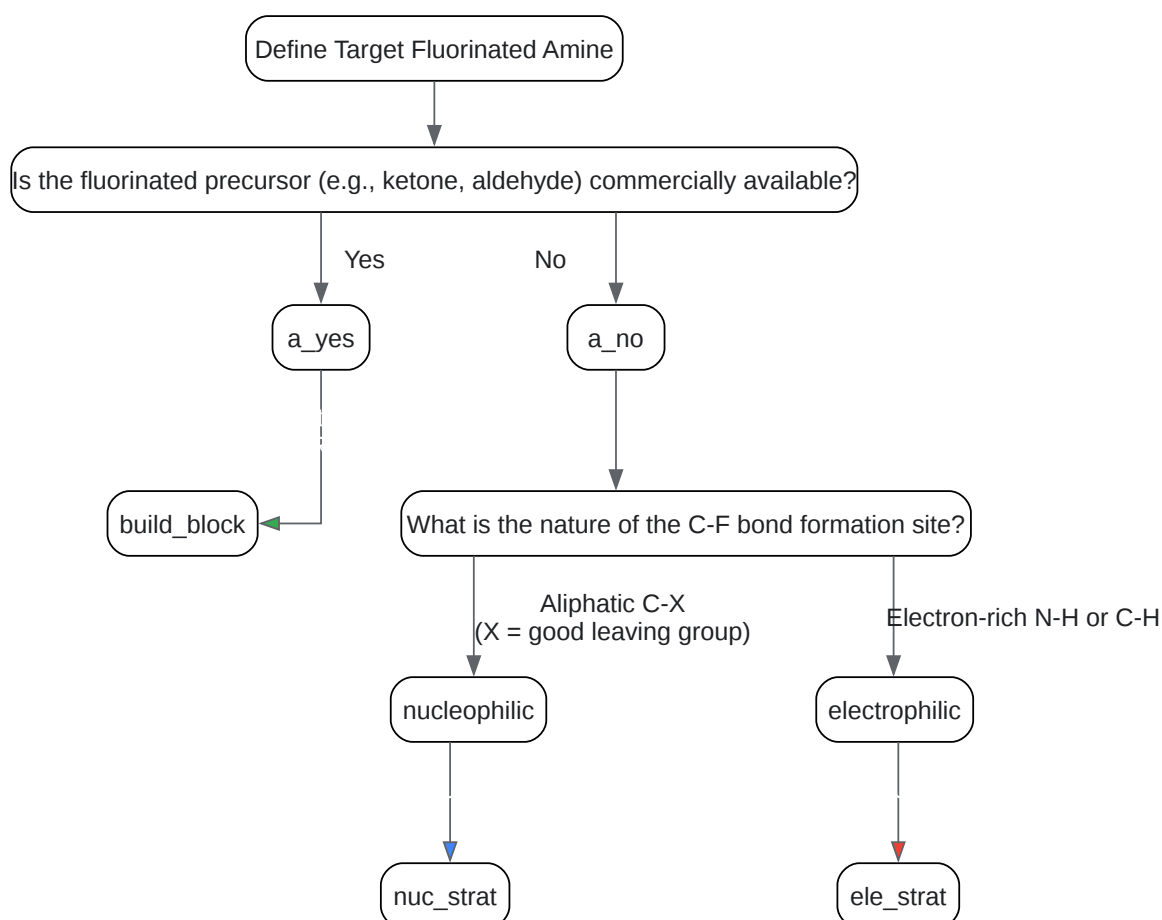 Define Target Fluorinated Amine
Is the fluorinated precursor (e.g., ketone, aldehyde) commercially available?
Yes
No
a_yes
a_no
build_block
What is the nature of the C-F bond formation site?
Aliphatic C-X
(X = good leaving group)
Electron-rich N-H or C-H
nucleophilic
electrophilic
nuc_strat
ele_strat